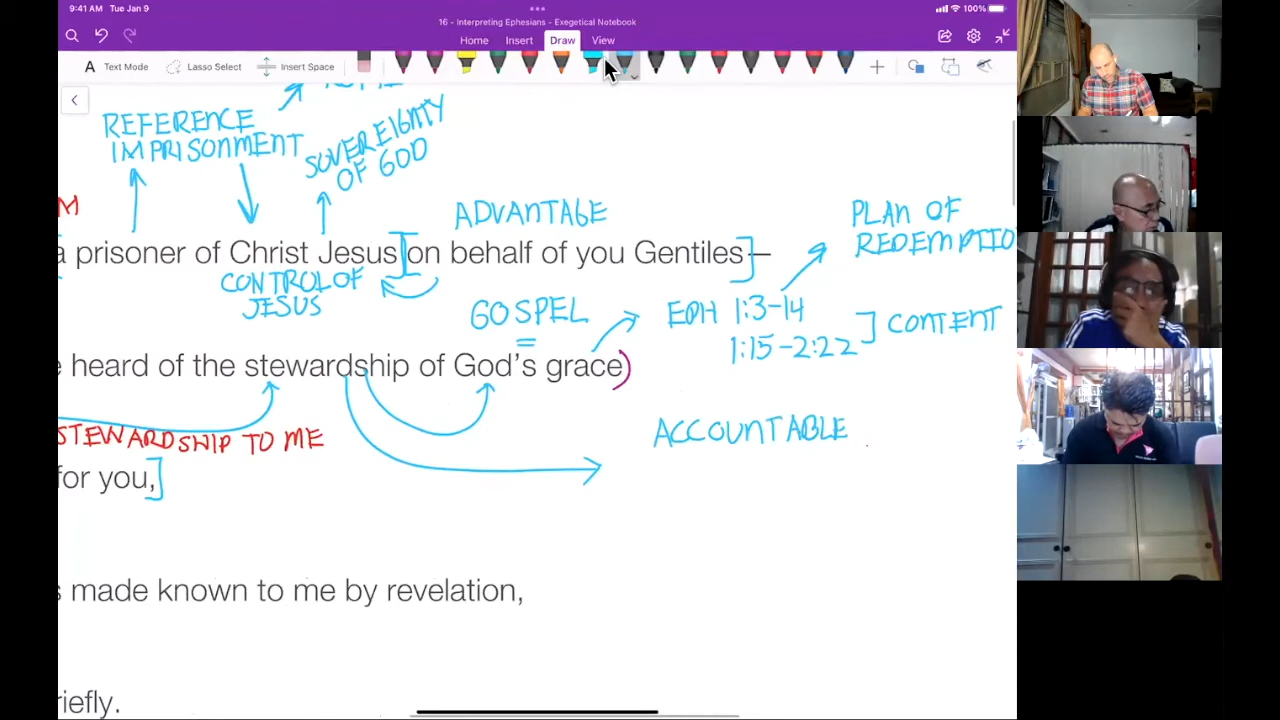 9:41 AM Tue Jan 9
100%
16 - Interpreting Ephesians - Exegetical Notebook
Home Insert Draw View
A Text Mode Lasso Select Insert Space
REFERENCE
IMPRISONMENT
SOVEREIGNTY
OF GOD
M
ADVANTAGE
PLAN OF
REDEMPTIO
a prisoner of Christ Jesus on behalf of you Gentiles]—
CONTROL OF
JESUS
GOSPEL
=
EPH 1:3-14
1:15-2:22
] CONTENT
e heard of the stewardship of God's grace)
STEWARDSHIP TO ME
ACCOUNTABLE
for you,]
s made known to me by revelation,
riefly.